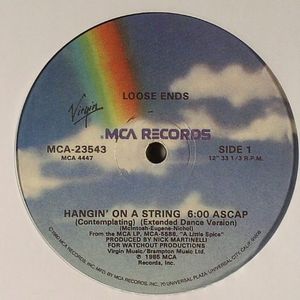 LOOSE ENDS
Virgin
MCA RECORDS
MCA-23543
SIDE 1
MCA 4447
12" 33 1/3 R.P.M.
HANGIN' ON A STRING 6:00 ASCAP
(Contemplating) (Extended Dance Version)
(McIntosh-Eugene-Nichol)
From the MCA LP, MCA-5588, "A Little Spice"
PRODUCED BY NICK MARTINELLI
FOR WATCHOUT PRODUCTIONS
Virgin Music/Brampton Music Ltd.
℗ 1985 MCA
Records, Inc.